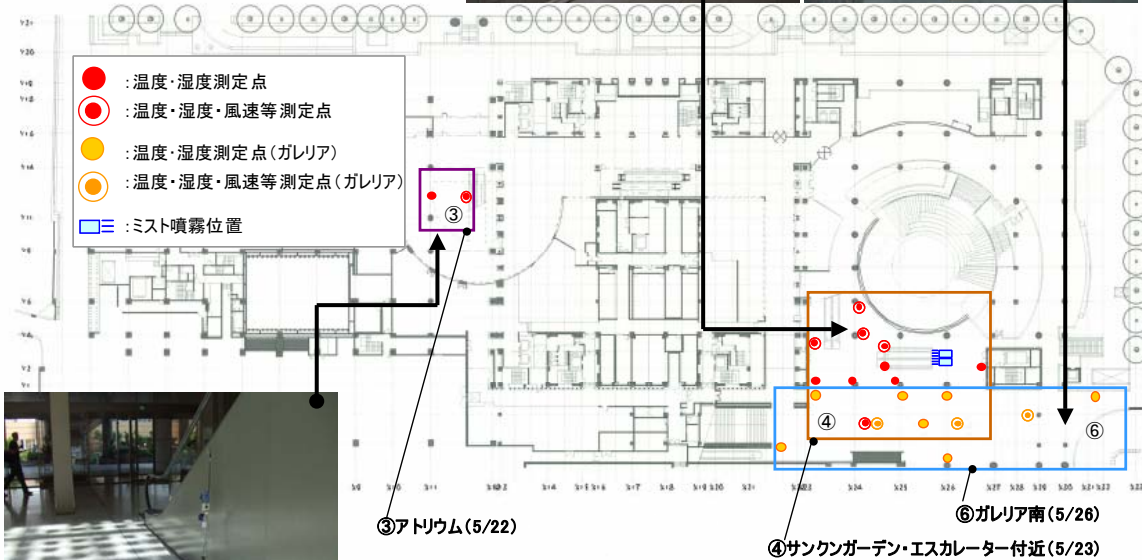 :温度・湿度測定点
:温度・湿度・風速等測定点
:温度・湿度測定点(ガレリア)
:温度・湿度・風速等測定点(ガレリア)
:ミスト噴霧位置
③
④
⑥
③アトリウム(5/22)
⑥ガレリア南(5/26)
④サンクンガーデン・エスカレーター付近(5/23)